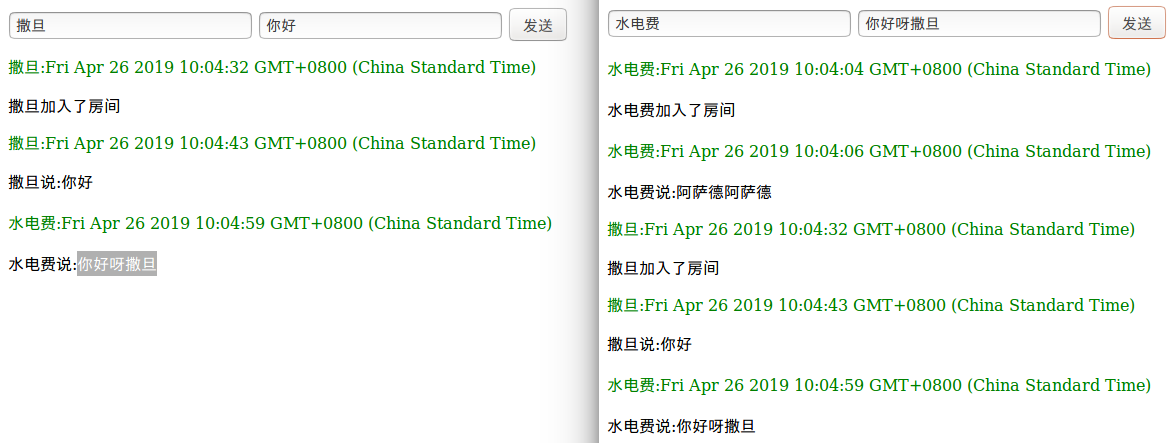 撒旦 你好 发送
撒旦:Fri Apr 26 2019 10:04:32 GMT+0800 (China Standard Time)
撒旦加入了房间
撒旦:Fri Apr 26 2019 10:04:43 GMT+0800 (China Standard Time)
撒旦说:你好
水电费:Fri Apr 26 2019 10:04:59 GMT+0800 (China Standard Time)
水电费说:你好呀撒旦
水电费 你好呀撒旦 发送
水电费:Fri Apr 26 2019 10:04:04 GMT+0800 (China Standard Time)
水电费加入了房间
水电费:Fri Apr 26 2019 10:04:06 GMT+0800 (China Standard Time)
水电费说:阿萨德阿萨德
撒旦:Fri Apr 26 2019 10:04:32 GMT+0800 (China Standard Time)
撒旦加入了房间
撒旦:Fri Apr 26 2019 10:04:43 GMT+0800 (China Standard Time)
撒旦说:你好
水电费:Fri Apr 26 2019 10:04:59 GMT+0800 (China Standard Time)
水电费说:你好呀撒旦